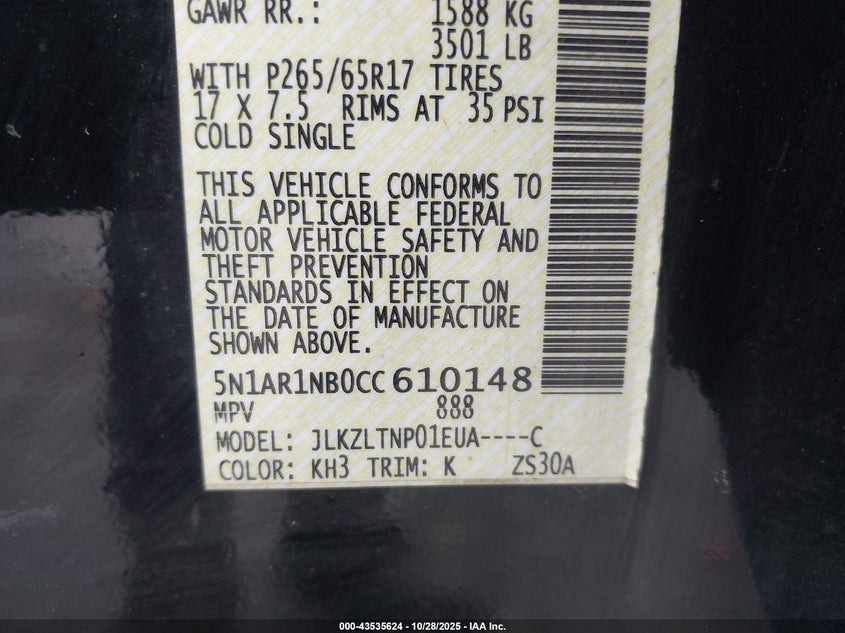 GAWR RR.: 1588 KG
3501 LB
WITH P265/65R17 TIRES
17 X 7.5 RIMS AT 35 PSI
COLD SINGLE
THIS VEHICLE CONFORMS TO
ALL APPLICABLE FEDERAL
MOTOR VEHICLE SAFETY AND
THEFT PREVENTION
STANDARDS IN EFFECT ON
THE DATE OF MANUFACTURE
SHOWN ABOVE.
5N1AR1NB0CC610148
MPV 888
MODEL: JLKZLTNP01EUA----C
COLOR: KH3 TRIM: K ZS30A
000-43535624 - 10/28/2025 - IAA Inc.